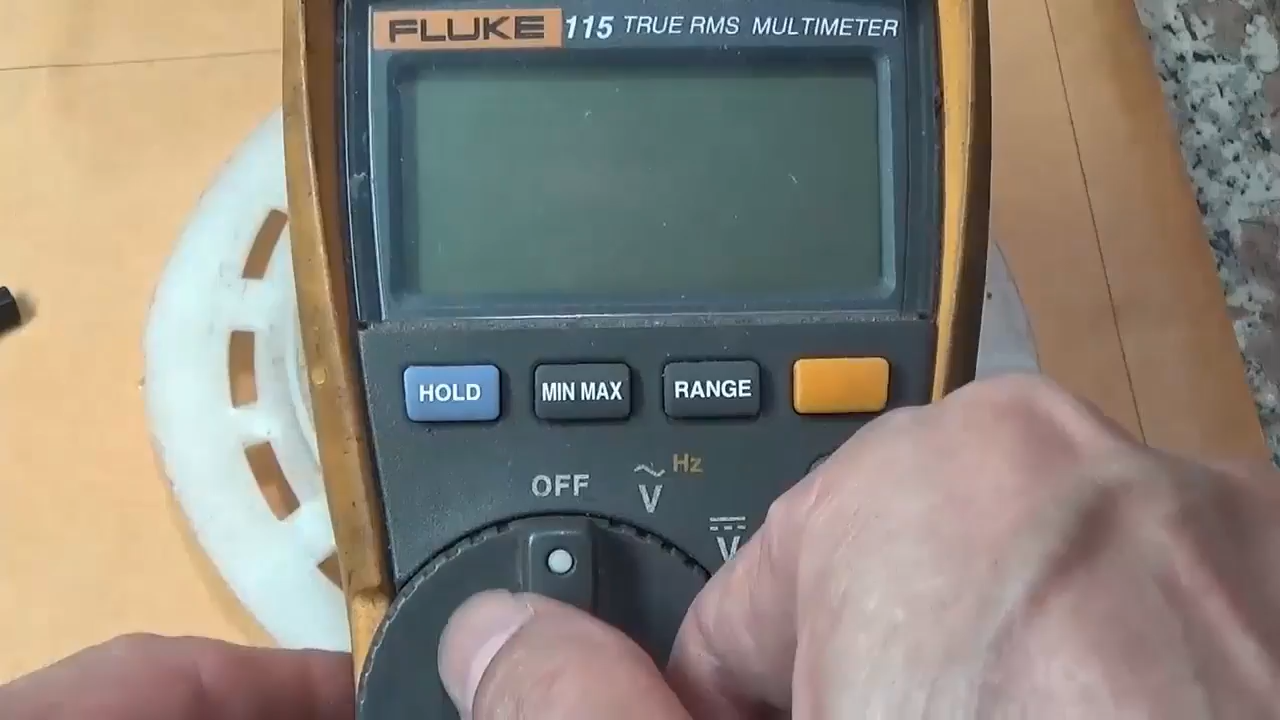 FLUKE 115 TRUE RMS MULTIMETER
HOLD MIN MAX RANGE
OFF V Hz
V